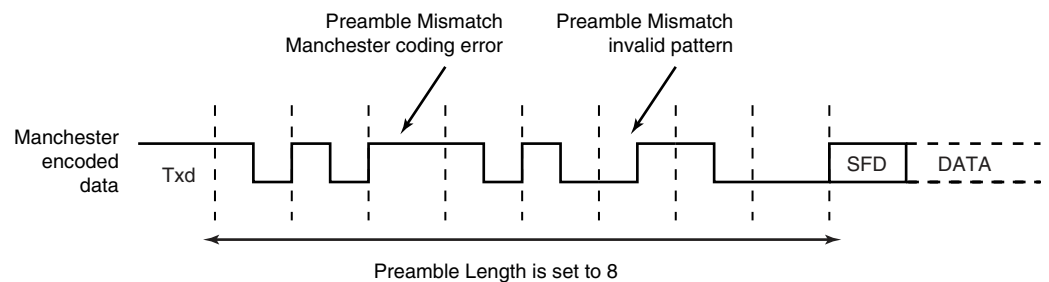 Preamble Mismatch
Manchester coding error
Preamble Mismatch
invalid pattern
Manchester
encoded
data
Txd
SFD
DATA
Preamble Length is set to 8